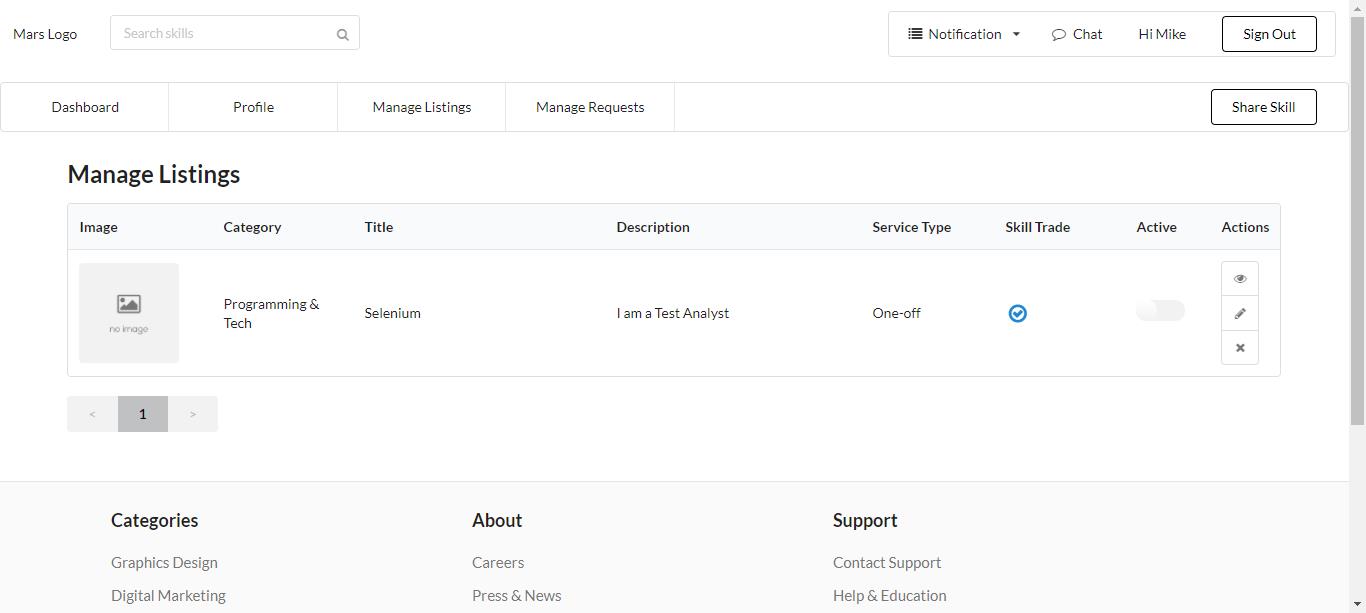 Mars Logo
Search skills
Notification
Chat
Hi Mike
Sign Out
Dashboard
Profile
Manage Listings
Manage Requests
Share Skill
Manage Listings
Image
Category
Title
Description
Service Type
Skill Trade
Active
Actions
no image
Programming &
Tech
Selenium
I am a Test Analyst
One-off
<
1
>
Categories
About
Support
Graphics Design
Careers
Contact Support
Digital Marketing
Press & News
Help & Education